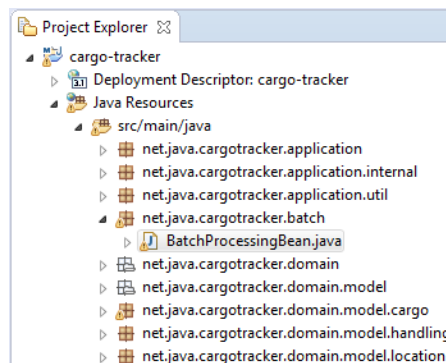 Project Explorer
cargo-tracker
3.1 Deployment Descriptor: cargo-tracker
Java Resources
src/main/java
net.java.cargotracker.application
net.java.cargotracker.application.internal
net.java.cargotracker.application.util
net.java.cargotracker.batch
BatchProcessingBean.java
net.java.cargotracker.domain
net.java.cargotracker.domain.model
net.java.cargotracker.domain.model.cargo
net.java.cargotracker.domain.model.handling
net.java.cargotracker.domain.model.location